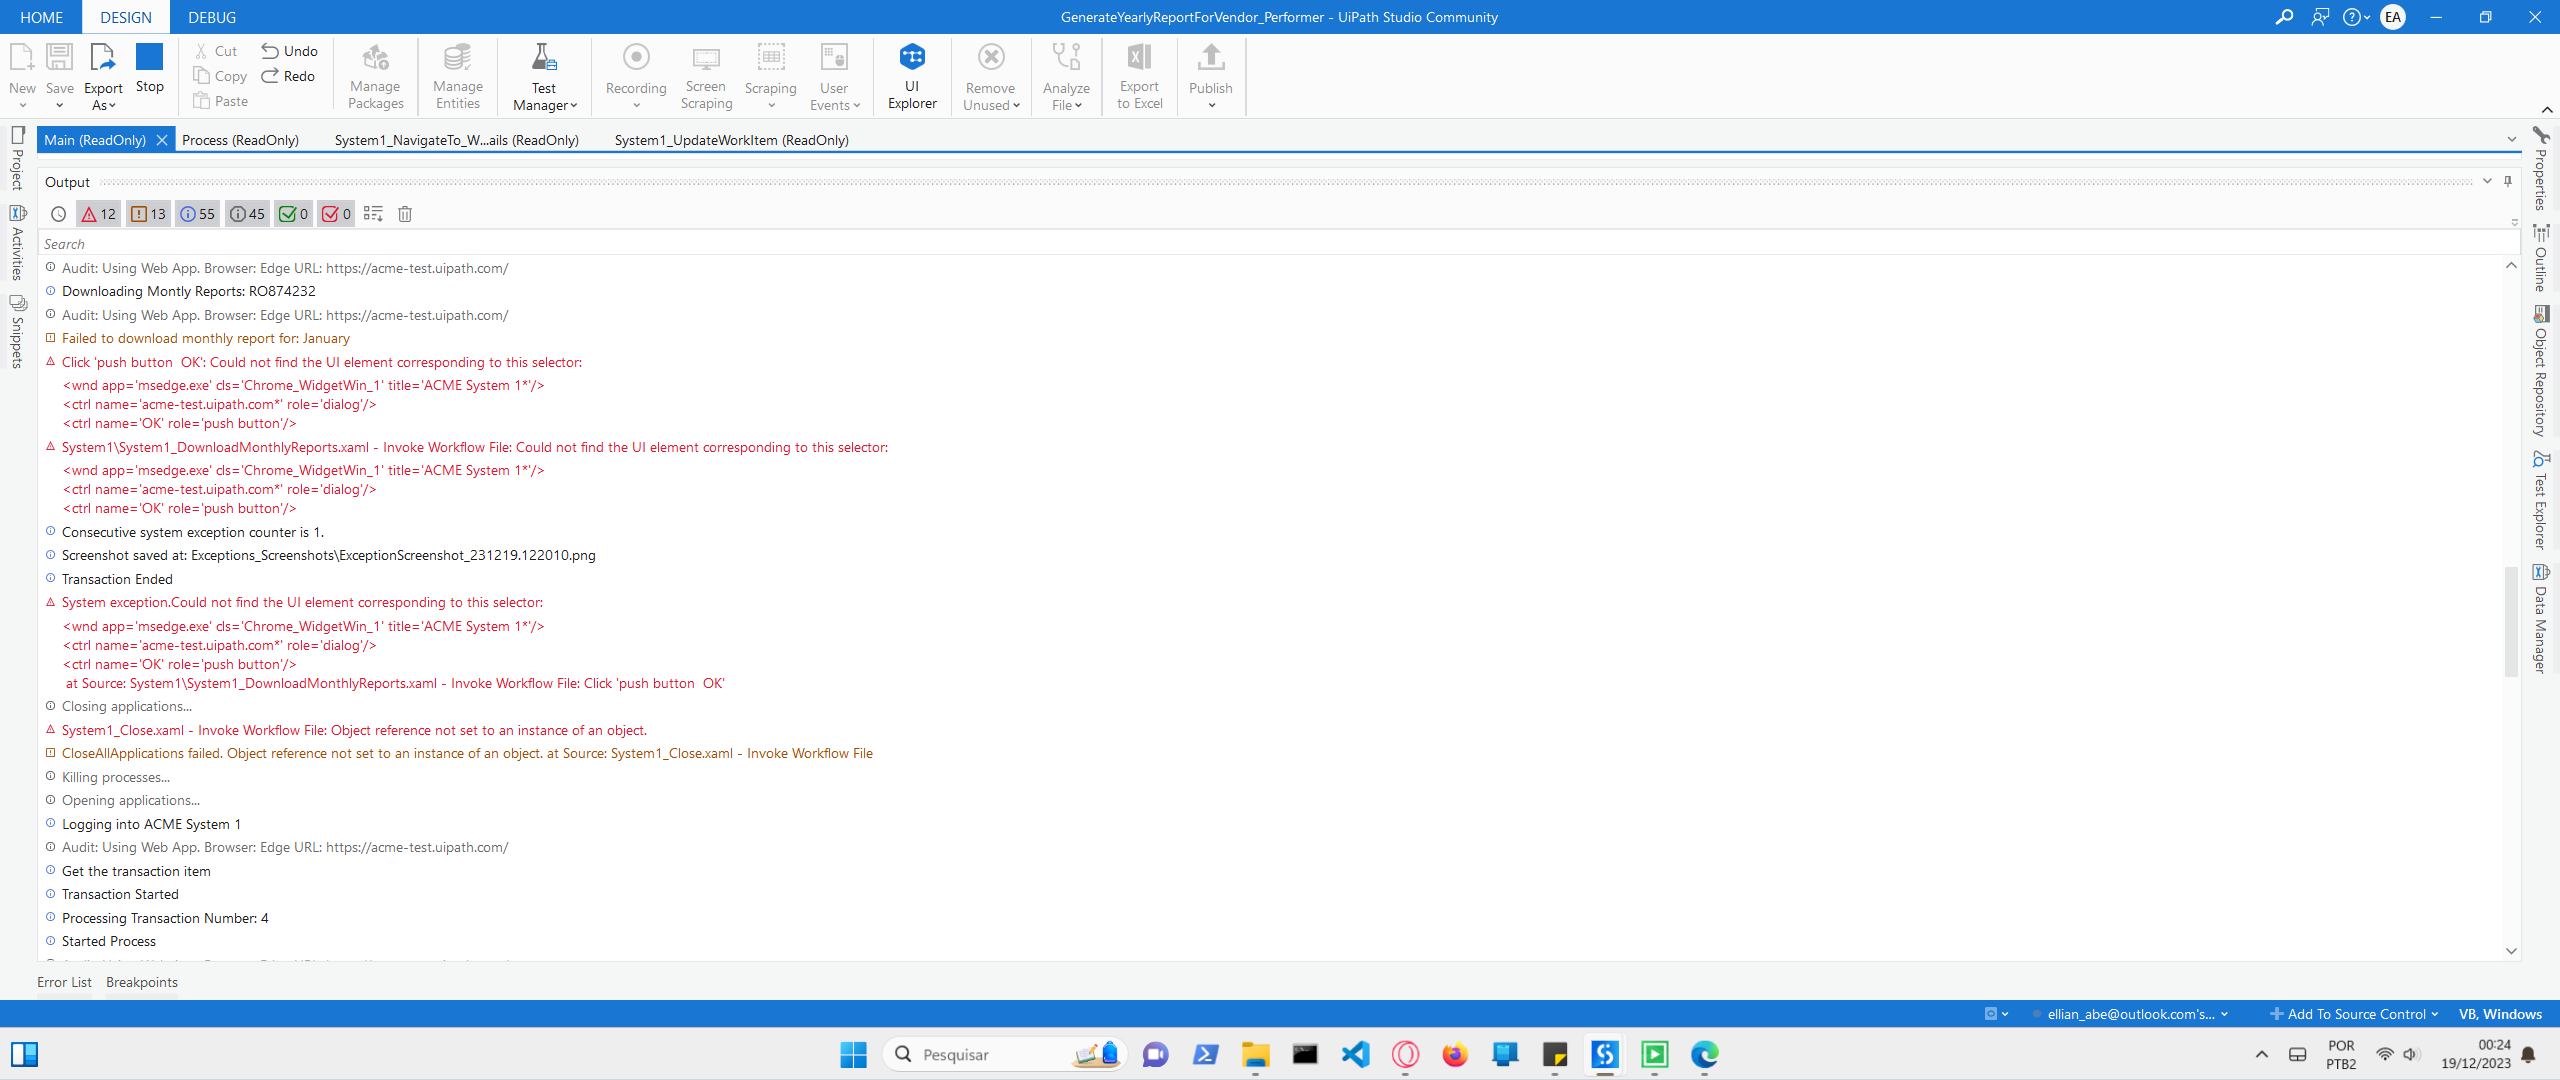 HOME DESIGN DEBUG GenerateYearlyReportForVendor_Performer - UiPath Studio Community EA
New Save Export As Stop Cut Copy Paste Undo Redo Manage Packages Manage Entities Test Manager Recording Screen Scraping Scraping User Events UI Explorer Remove Unused Analyze File Export to Excel Publish
Main (ReadOnly) Process (ReadOnly) System1_NavigateTo_W...ails (ReadOnly) System1_UpdateWorkItem (ReadOnly)
Project
Activities
Snippets
Output
12 13 55 45 0 0
Search
Audit: Using Web App. Browser: Edge URL: https://acme-test.uipath.com/
Downloading Montly Reports: RO874232
Audit: Using Web App. Browser: Edge URL: https://acme-test.uipath.com/
Failed to download monthly report for: January
Click 'push button  OK': Could not find the UI element corresponding to this selector:
<wnd app='msedge.exe' cls='Chrome_WidgetWin_1' title='ACME System 1*'/>
<ctrl name='acme-test.uipath.com*' role='dialog'/>
<ctrl name='OK' role='push button'/>
System1\System1_DownloadMonthlyReports.xaml - Invoke Workflow File: Could not find the UI element corresponding to this selector:
<wnd app='msedge.exe' cls='Chrome_WidgetWin_1' title='ACME System 1*'/>
<ctrl name='acme-test.uipath.com*' role='dialog'/>
<ctrl name='OK' role='push button'/>
Consecutive system exception counter is 1.
Screenshot saved at: Exceptions_Screenshots\ExceptionScreenshot_231219.122010.png
Transaction Ended
System exception.Could not find the UI element corresponding to this selector:
<wnd app='msedge.exe' cls='Chrome_WidgetWin_1' title='ACME System 1*'/>
<ctrl name='acme-test.uipath.com*' role='dialog'/>
<ctrl name='OK' role='push button'/>
at Source: System1\System1_DownloadMonthlyReports.xaml - Invoke Workflow File: Click 'push button  OK'
Closing applications...
System1_Close.xaml - Invoke Workflow File: Object reference not set to an instance of an object.
CloseAllApplications failed. Object reference not set to an instance of an object. at Source: System1_Close.xaml - Invoke Workflow File
Killing processes...
Opening applications...
Logging into ACME System 1
Audit: Using Web App. Browser: Edge URL: https://acme-test.uipath.com/
Get the transaction item
Transaction Started
Processing Transaction Number: 4
Started Process
Properties
Outline
Object Repository
Test Explorer
Data Manager
Error List Breakpoints
ellian_abe@outlook.com's... Add To Source Control VB, Windows
Pesquisar
POR
PTB2
00:24
19/12/2023